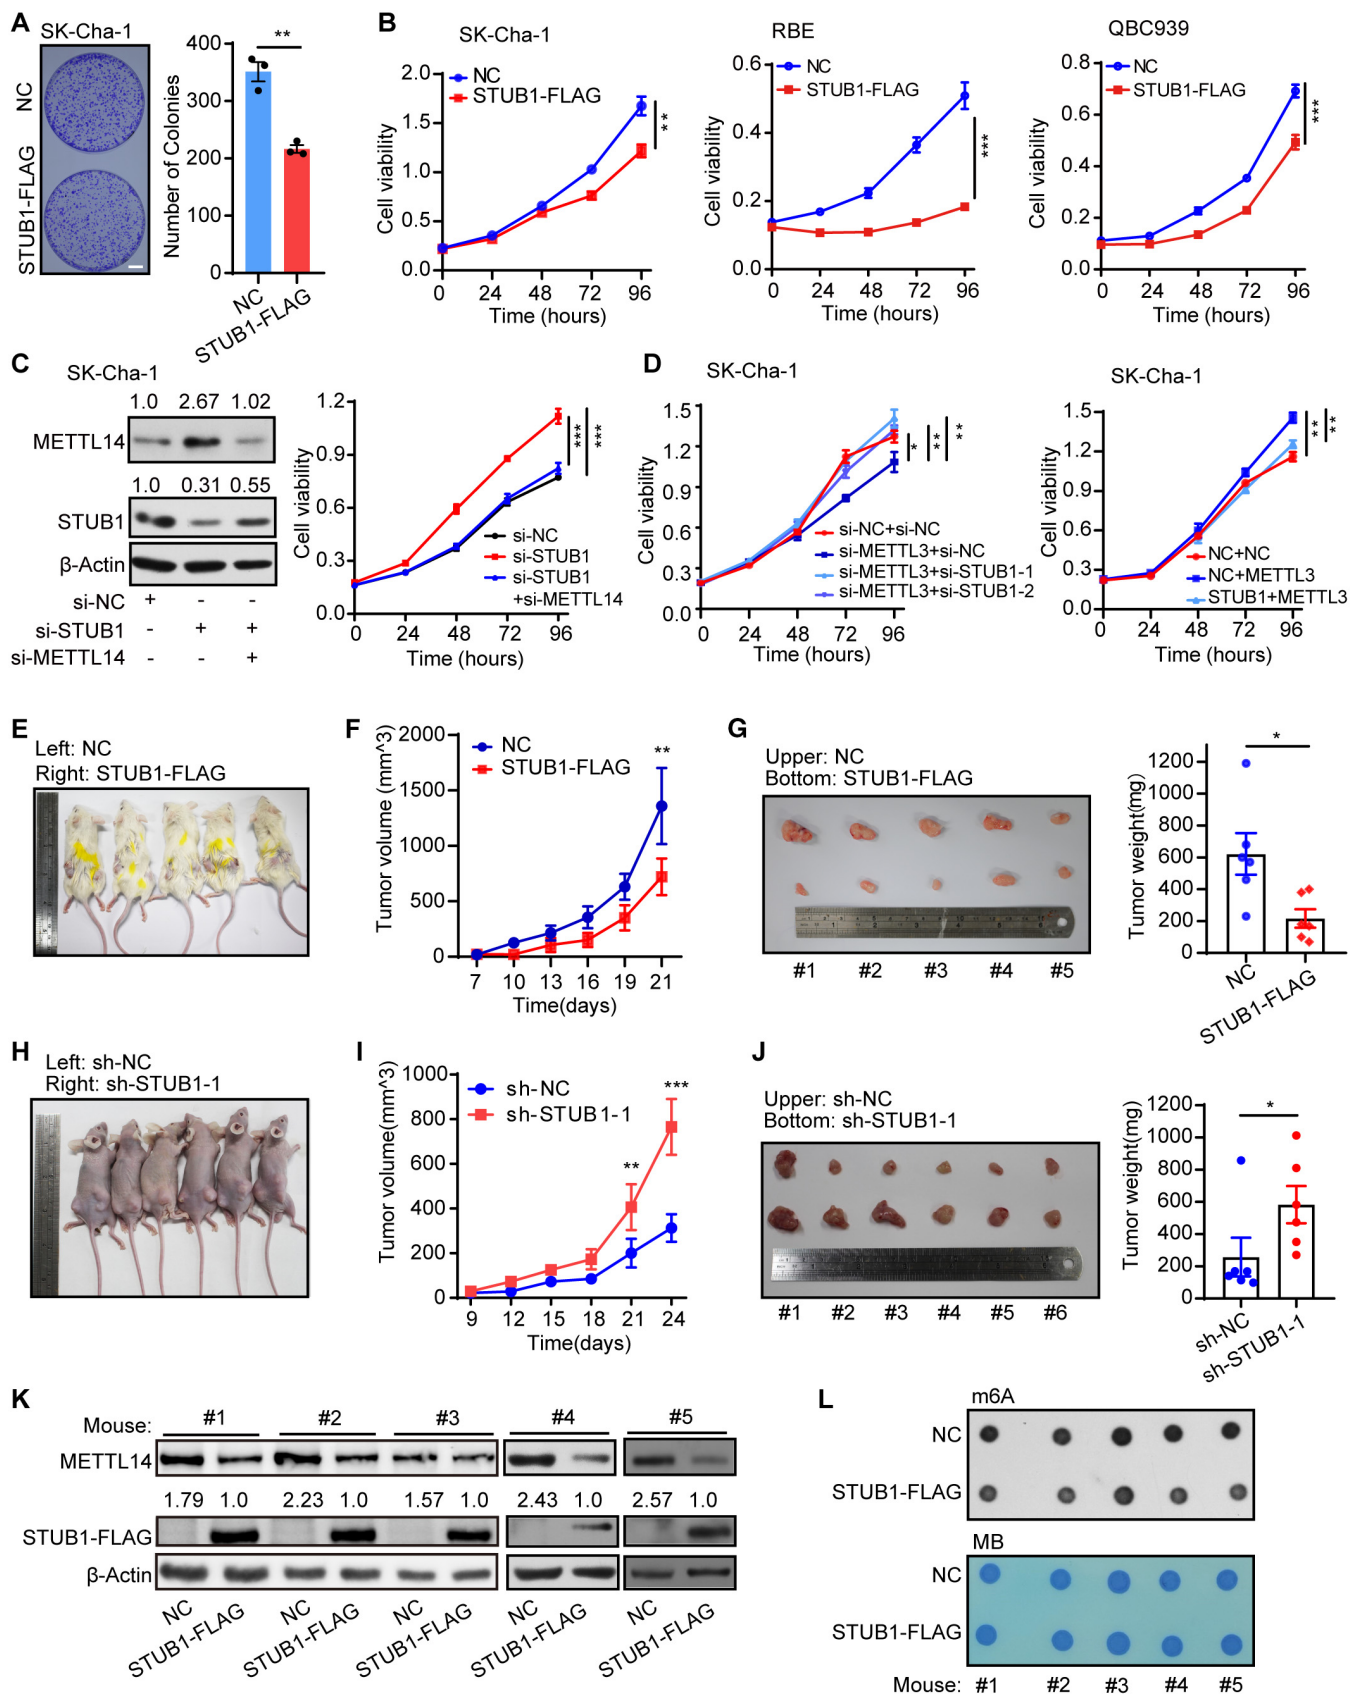 A
SK-Cha-1
NC
STUB1-FLAG
Number of Colonies
400
300
200
100
0
**
NC
STUB1-FLAG
B
SK-Cha-1
NC
STUB1-FLAG
Cell viability
2.0
1.5
1.0
0.5
0.0
**
0 24 48 72 96
Time (hours)
RBE
NC
STUB1-FLAG
Cell viability
0.6
0.4
0.2
0.0
***
0 24 48 72 96
Time (hours)
QBC939
NC
STUB1-FLAG
Cell viability
0.8
0.6
0.4
0.2
0.0
***
0 24 48 72 96
Time (hours)
C
SK-Cha-1
1.0 2.67 1.02
METTL14
1.0 0.31 0.55
STUB1
β-Actin
si-NC + - -
si-STUB1 - + +
si-METTL14 - - +
Cell viability
1.2
0.9
0.6
0.3
0.0
***
***
si-NC
si-STUB1
si-STUB1
+si-METTL14
0 24 48 72 96
Time (hours)
D
SK-Cha-1
Cell viability
1.5
1.2
0.9
0.6
0.3
0.0
*
**
**
si-NC+si-NC
si-METTL3+si-NC
si-METTL3+si-STUB1-1
si-METTL3+si-STUB1-2
0 24 48 72 96
Time (hours)
SK-Cha-1
Cell viability
1.5
1.2
0.9
0.6
0.3
0.0
**
**
NC+NC
NC+METTL3
STUB1+METTL3
0 24 48 72 96
Time (hours)
E
Left: NC
Right: STUB1-FLAG
F
Tumor volume (mm^3)
2000
1500
1000
500
0
NC
STUB1-FLAG
**
7 10 13 16 19 21
Time(days)
G
Upper: NC
Bottom: STUB1-FLAG
#1 #2 #3 #4 #5
Tumor weight(mg)
1200
1000
800
600
400
200
0
*
NC
STUB1-FLAG
H
Left: sh-NC
Right: sh-STUB1-1
I
Tumor volume(mm^3)
1000
800
600
400
200
0
sh-NC
sh-STUB1-1
**
***
9 12 15 18 21 24
Time(days)
J
Upper: sh-NC
Bottom: sh-STUB1-1
#1 #2 #3 #4 #5 #6
Tumor weight(mg)
1200
1000
800
600
400
200
0
*
sh-NC
sh-STUB1-1
K
Mouse: #1 #2 #3 #4 #5
METTL14
1.79 1.0 2.23 1.0 1.57 1.0 2.43 1.0 2.57 1.0
STUB1-FLAG
β-Actin
NC STUB1-FLAG NC STUB1-FLAG NC STUB1-FLAG NC STUB1-FLAG NC STUB1-FLAG
L
m6A
NC
STUB1-FLAG
MB
NC
STUB1-FLAG
Mouse: #1 #2 #3 #4 #5